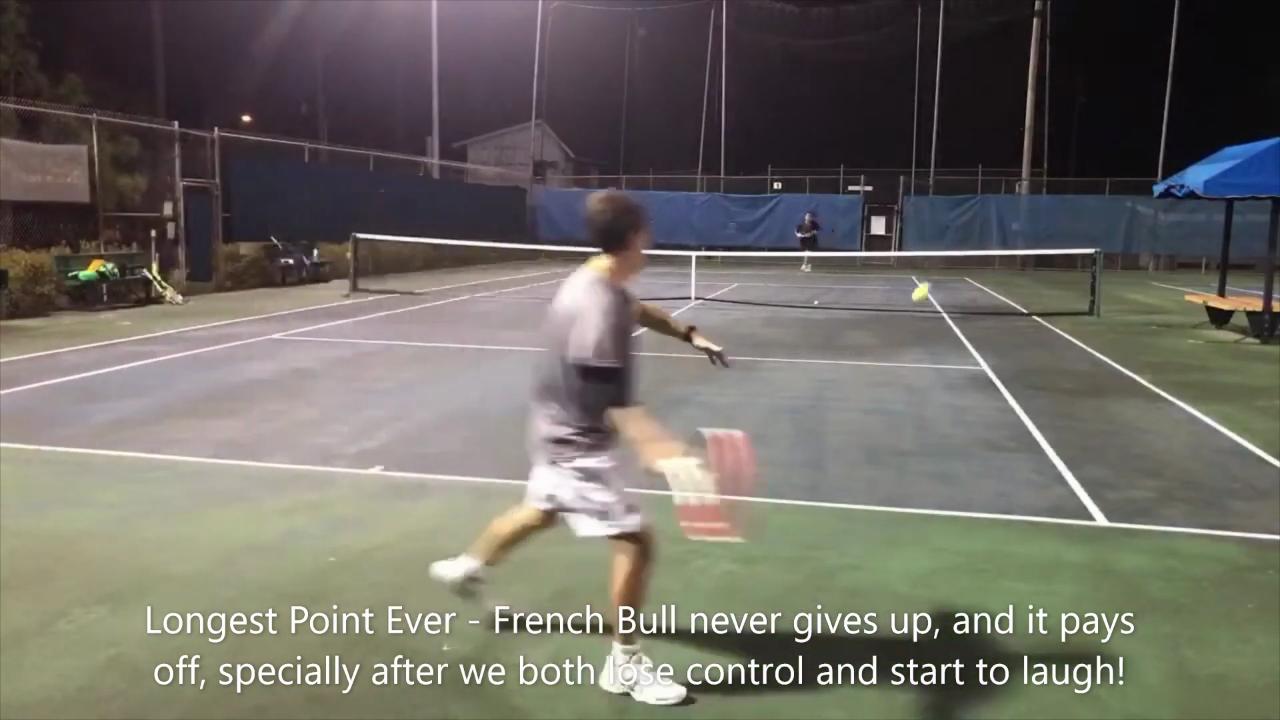 Longest Point Ever - French Bull never gives up, and it pays
off, specially after we both lose control and start to laugh!